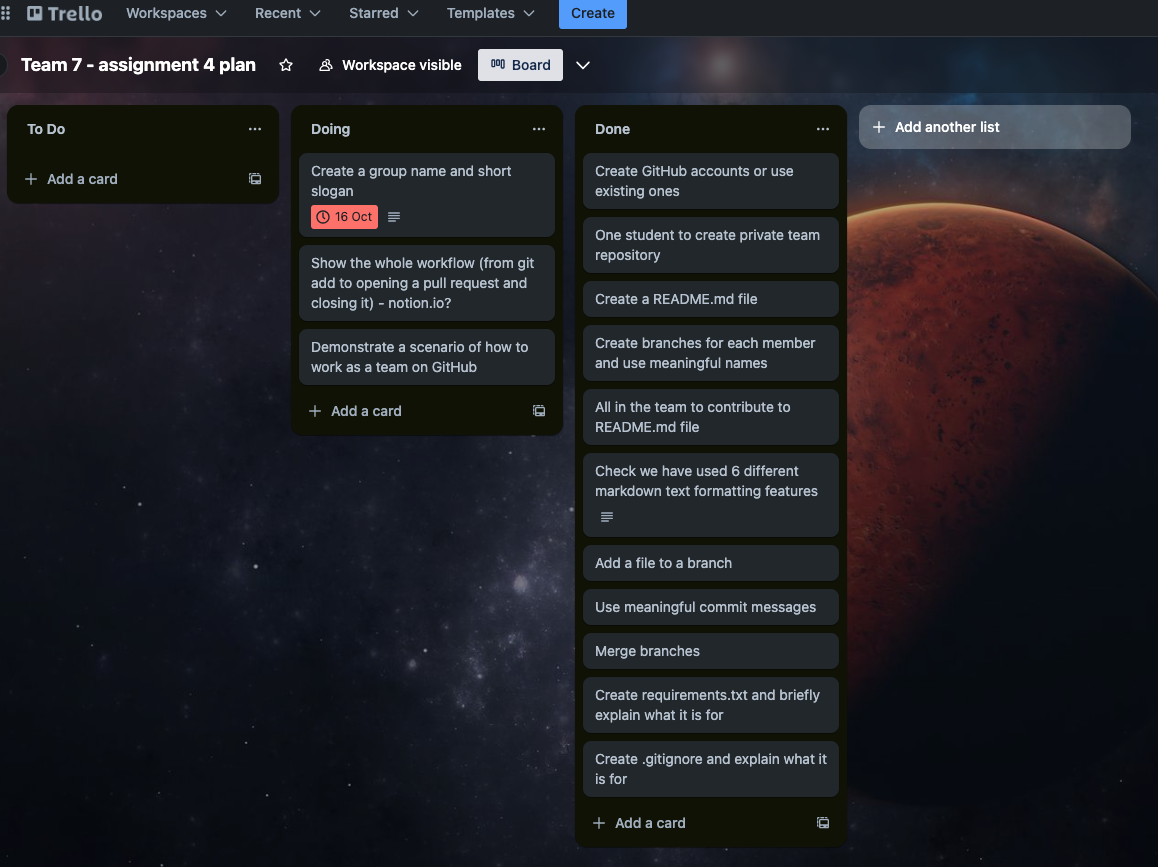 Trello Workspaces Recent Starred Templates Create
Team 7 - assignment 4 plan Workspace visible Board
To Do
Add a card
Doing
Create a group name and short
slogan
16 Oct
Show the whole workflow (from git
add to opening a pull request and
closing it) - notion.io?
Demonstrate a scenario of how to
work as a team on GitHub
Add a card
Done
Create GitHub accounts or use
existing ones
One student to create private team
repository
Create a README.md file
Create branches for each member
and use meaningful names
All in the team to contribute to
README.md file
Check we have used 6 different
markdown text formatting features
Add a file to a branch
Use meaningful commit messages
Merge branches
Create requirements.txt and briefly
explain what it is for
Create .gitignore and explain what it
is for
Add a card
Add another list